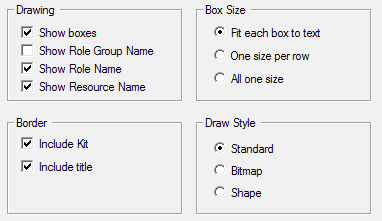 Drawing
Show boxes
Show Role Group Name
Show Role Name
Show Resource Name
Box Size
Fit each box to text
One size per row
All one size
Border
Include Kit
Include title
Draw Style
Standard
Bitmap
Shape